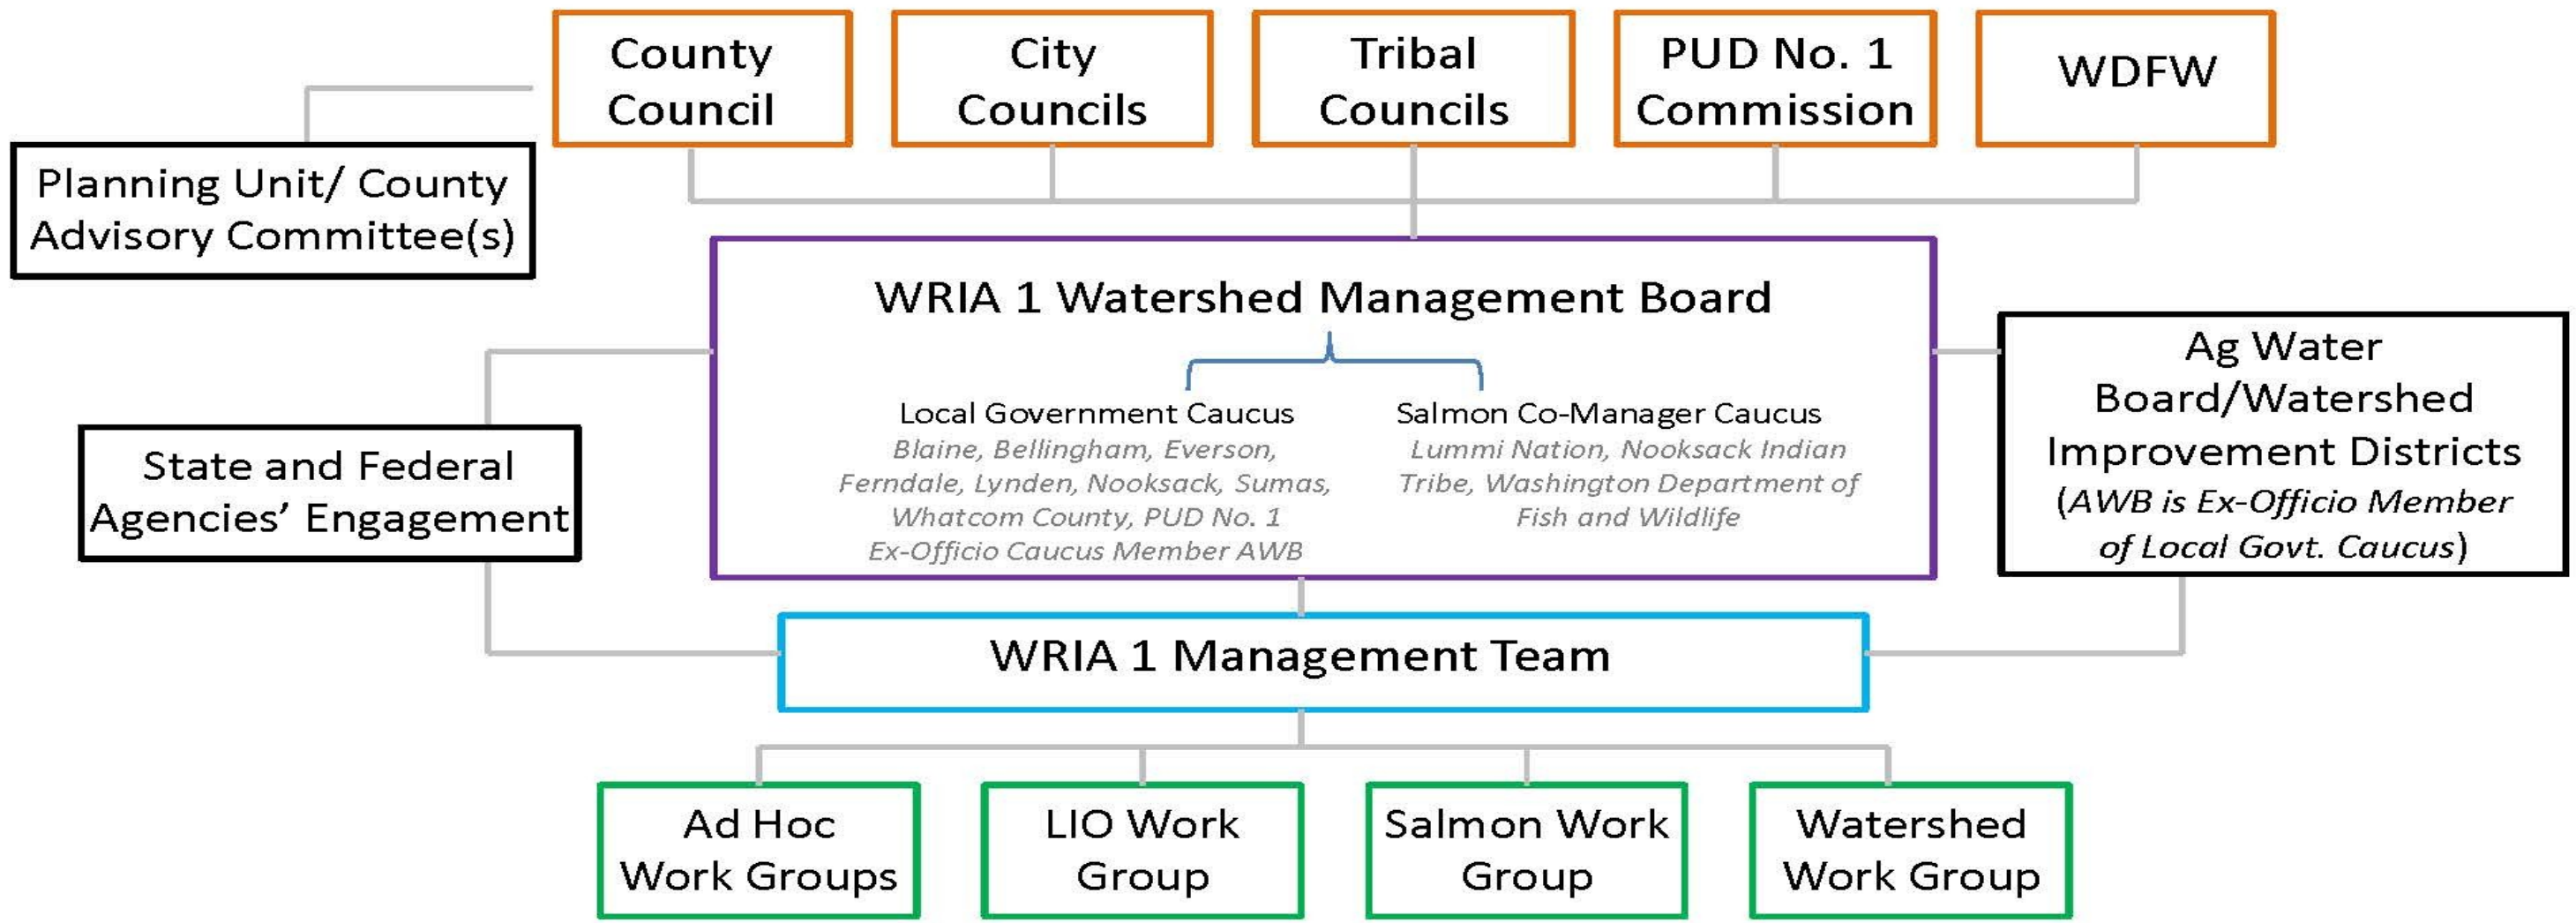 County
Council
City
Councils
Tribal
Councils
PUD No. 1
Commission
WDFW
Planning Unit/ County
Advisory Committee(s)
WRIA 1 Watershed Management Board
Local Government Caucus
Blaine, Bellingham, Everson,
Ferndale, Lynden, Nooksack, Sumas,
Whatcom County, PUD No. 1
Ex-Officio Caucus Member AWB
Salmon Co-Manager Caucus
Lummi Nation, Nooksack Indian
Tribe, Washington Department of
Fish and Wildlife
State and Federal
Agencies’ Engagement
Ag Water
Board/Watershed
Improvement Districts
(AWB is Ex-Officio Member
of Local Govt. Caucus)
WRIA 1 Management Team
Ad Hoc
Work Groups
LIO Work
Group
Salmon Work
Group
Watershed
Work Group